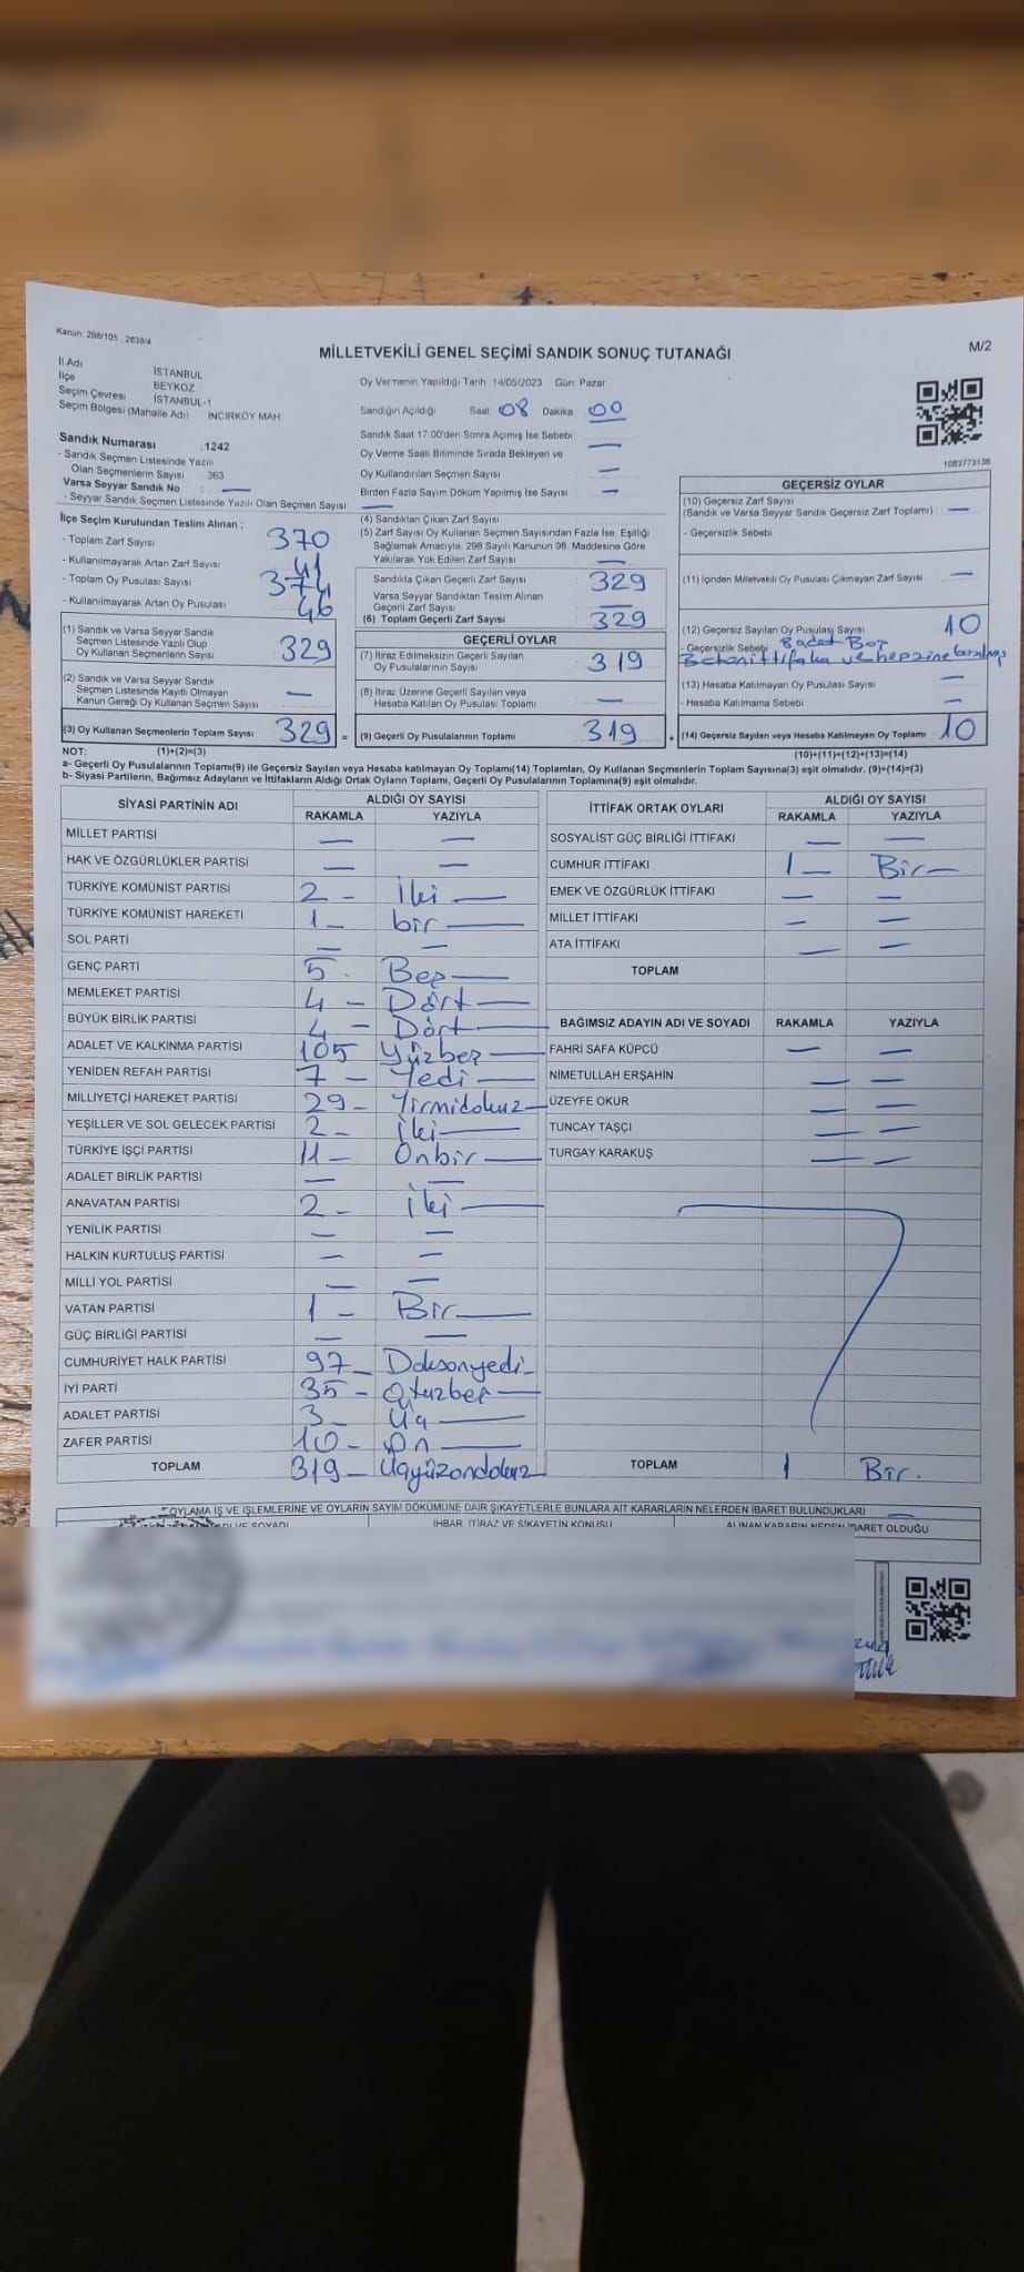 Kanun: 298/105 , 2839/4
MİLLETVEKİLİ GENEL SEÇİMİ SANDIK SONUÇ TUTANAĞI
M/2
İl Adı İSTANBUL
İlçe BEYKOZ
Seçim Çevresi İSTANBUL-1
Seçim Bölgesi (Mahalle Adı) İNCİRKÖY MAH
Sandık Numarası 1242
- Sandık Seçmen Listesinde Yazılı
Olan Seçmenlerin Sayısı 363
Varsa Seyyar Sandık No : —
- Seyyar Sandık Seçmen Listesinde Yazılı Olan Seçmen Sayısı —
Oy Vermenin Yapıldığı Tarih 14/05/2023 Gün: Pazar
Sandığın Açıldığı Saat 08 Dakika 00
Sandık Saat 17:00'den Sonra Açılmış İse Sebebi —
Oy Verme Saati Bitiminde Sırada Bekleyen ve
Oy Kullandırılan Seçmen Sayısı —
Birden Fazla Sayım Döküm Yapılmış İse Sayısı —
1082773138
İlçe Seçim Kurulundan Teslim Alınan ;
- Toplam Zarf Sayısı 370
- Kullanılmayarak Artan Zarf Sayısı 41
- Toplam Oy Pusulası Sayısı 374
- Kullanılmayarak Artan Oy Pusulası 46
(1) Sandık ve Varsa Seyyar Sandık
Seçmen Listesinde Yazılı Olup
Oy Kullanan Seçmenlerin Sayısı 329
(2) Sandık ve Varsa Seyyar Sandık
Seçmen Listesinde Kayıtlı Olmayan
Kanun Gereği Oy Kullanan Seçmen Sayısı —
(3) Oy Kullanan Seçmenlerin Toplam Sayısı 329 =
(4) Sandıktan Çıkan Zarf Sayısı
(5) Zarf Sayısı Oy Kullanan Seçmen Sayısından Fazla İse, Eşitliği
Sağlamak Amacıyla, 298 Sayılı Kanunun 98. Maddesine Göre
Yakılarak Yok Edilen Zarf Sayısı —
Sandıkta Çıkan Geçerli Zarf Sayısı 329
Varsa Seyyar Sandıktan Teslim Alınan
Geçerli Zarf Sayısı —
(6) Toplam Geçerli Zarf Sayısı 329
GEÇERLİ OYLAR
(7) İtiraz Edilmeksizin Geçerli Sayılan
Oy Pusulalarının Sayısı 319
(8) İtiraz Üzerine Geçerli Sayılan veya
Hesaba Katılan Oy Pusulası Toplamı —
(9) Geçerli Oy Pusulalarının Toplamı 319 +
GEÇERSİZ OYLAR
(10) Geçersiz Zarf Sayısı
(Sandık ve Varsa Seyyar Sandık Geçersiz Zarf Toplamı) —
- Geçersizlik Sebebi
(11) İçinden Milletvekili Oy Pusulası Çıkmayan Zarf Sayısı —
(12) Geçersiz Sayılan Oy Pusulası Sayısı 10
- Geçersizlik Sebebi Boş
(13) Hesaba Katılmayan Oy Pusulası Sayısı —
- Hesaba Katılmama Sebebi —
(14) Geçersiz Sayılan veya Hesaba Katılmayan Oy Toplamı 10
NOT: (1)+(2)=(3) (10)+(11)+(12)+(13)=(14)
a- Geçerli Oy Pusulalarının Toplamı(9) ile Geçersiz Sayılan veya Hesaba katılmayan Oy Toplamı(14) Toplamları, Oy Kullanan Seçmenlerin Toplam Sayısına(3) eşit olmalıdır. (9)+(14)=(3)
b- Siyasi Partilerin, Bağımsız Adayların ve İttifakların Aldığı Ortak Oyların Toplamı, Geçerli Oy Pusulalarının Toplamına(9) eşit olmalıdır.
SİYASİ PARTİNİN ADI ALDIĞI OY SAYISI
RAKAMLA YAZIYLA
MİLLET PARTİSİ — —
HAK VE ÖZGÜRLÜKLER PARTİSİ — —
TÜRKİYE KOMÜNİST PARTİSİ 2 - İki —
TÜRKİYE KOMÜNİST HAREKETİ 1 - bir —
SOL PARTİ — —
GENÇ PARTİ 5 - Beş —
MEMLEKET PARTİSİ 4 - Dört —
BÜYÜK BİRLİK PARTİSİ 4 - Dört —
ADALET VE KALKINMA PARTİSİ 105 Yüzbeş —
YENİDEN REFAH PARTİSİ 7 - Yedi —
MİLLİYETÇİ HAREKET PARTİSİ 29 - Yirmidokuz —
YEŞİLLER VE SOL GELECEK PARTİSİ 2 - İki —
TÜRKİYE İŞÇİ PARTİSİ 11 - Onbir —
ADALET BİRLİK PARTİSİ — —
ANAVATAN PARTİSİ 2 - İki —
YENİLİK PARTİSİ — —
HALKIN KURTULUŞ PARTİSİ — —
MİLLİ YOL PARTİSİ — —
VATAN PARTİSİ 1 - Bir —
GÜÇ BİRLİĞİ PARTİSİ — —
CUMHURİYET HALK PARTİSİ 97 - Doksanyedi -
İYİ PARTİ 35 - Otuzbeş —
ADALET PARTİSİ 3 - Üç —
ZAFER PARTİSİ 10 - On —
TOPLAM 319 - Üçyüzondokuz —
İTTİFAK ORTAK OYLARI ALDIĞI OY SAYISI
RAKAMLA YAZIYLA
SOSYALİST GÜÇ BİRLİĞİ İTTİFAKI — —
CUMHUR İTTİFAKI 1 — Bir —
EMEK VE ÖZGÜRLÜK İTTİFAKI — —
MİLLET İTTİFAKI — —
ATA İTTİFAKI — —
TOPLAM
BAĞIMSIZ ADAYIN ADI VE SOYADI RAKAMLA YAZIYLA
FAHRİ SAFA KÜPCÜ — —
NİMETULLAH ERŞAHİN — —
ÜZEYFE OKUR — —
TUNCAY TAŞÇI — —
TURGAY KARAKUŞ — —
TOPLAM 1 Bir.
OYLAMA İŞ VE İŞLEMLERİNE VE OYLARIN SAYIM DÖKÜMÜNE DAİR ŞİKAYETLERLE BUNLARA AİT KARARLARIN NELERDEN İBARET BULUNDUKLARI
SOYADI İHBAR, İTİRAZ VE ŞİKAYETİN KONUSU ALINAN KARARIN NEDEN İBARET OLDUĞU